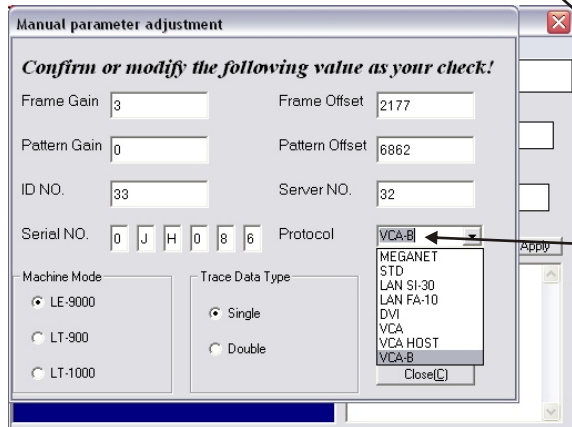 Manual parameter adjustment
Confirm or modify the following value as your check!
Frame Gain 3 Frame Offset 2177
Pattern Gain 0 Pattern Offset 6862
ID NO. 33 Server NO. 32
Serial NO. 0 J H 0 8 6 Protocol VCA-B
Apply
MEGANET
STD
LAN SI-30
LAN FA-10
DVI
VCA
VCA HOST
VCA-B
Machine Mode
LE-9000
LT-900
LT-1000
Trace Data Type
Single
Double
Close(C)